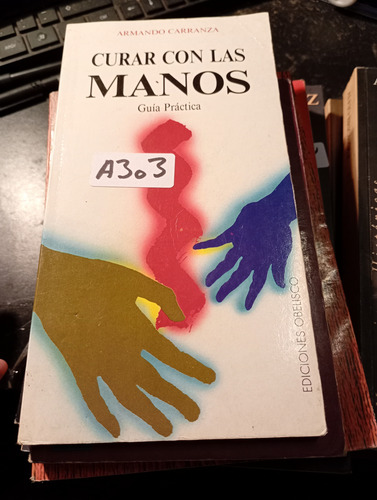 ARMANDO CARRANZA
CURAR CON LAS
MANOS
Guía Práctica
A303
EDICIONES OBELISCO
Z